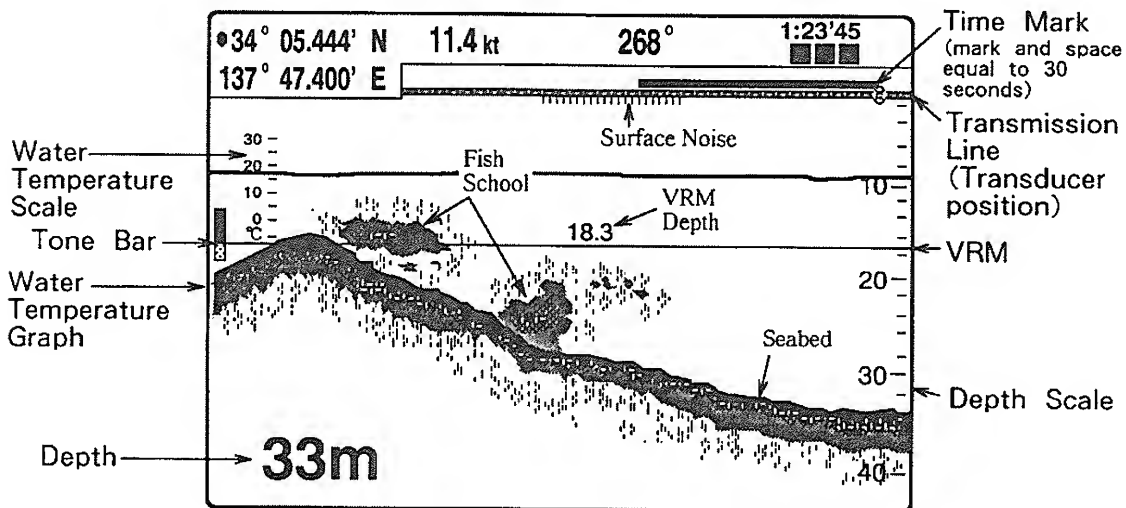 34° 05.444' N 11.4 kt 268° 1:23'45
137° 47.400' E
Time Mark
(mark and space
equal to 30
seconds)
Surface Noise
Transmission
Line
(Transducer
position)
Water
Temperature
Scale
30
20
10
0
°C
Fish
School
VRM
Depth
18.3
10
Tone Bar
VRM
Water
Temperature
Graph
20
Seabed
30
Depth Scale
Depth
33m
40